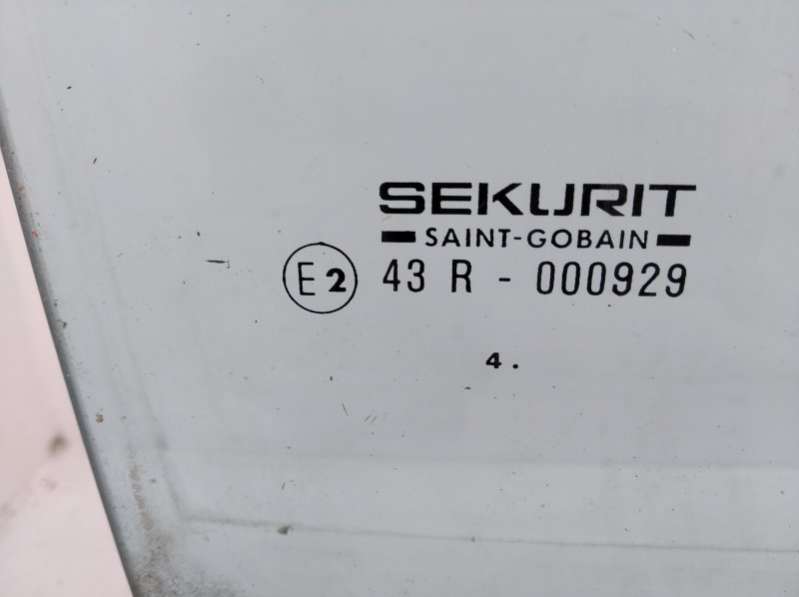 SEKURIT
SAINT-GOBAIN
E2 43 R - 000929
4 .